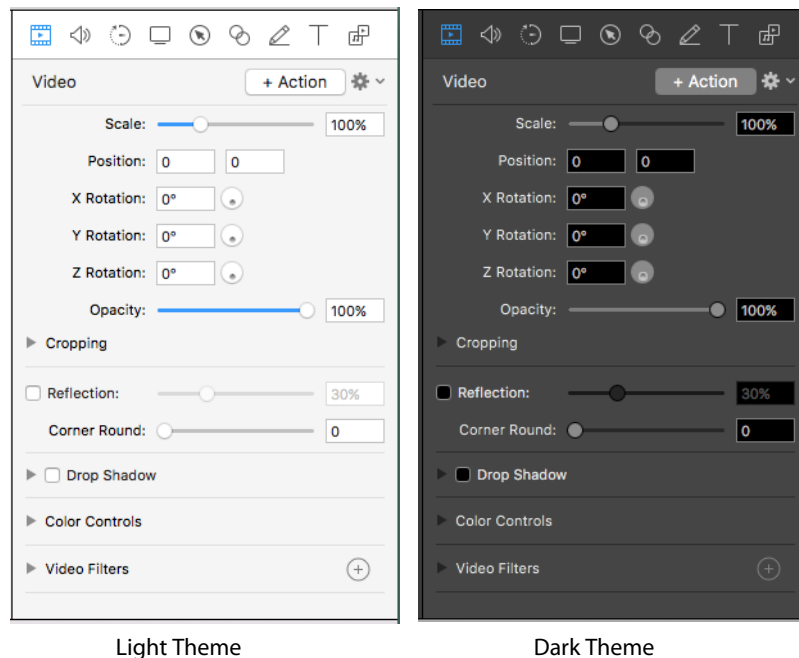 Video
+ Action
Scale:
100%
Position:
0
0
X Rotation:
0°
Y Rotation:
0°
Z Rotation:
0°
Opacity:
100%
Cropping
Reflection:
30%
Corner Round:
0
Drop Shadow
Color Controls
Video Filters
Light Theme
Video
+ Action
Scale:
100%
Position:
0
0
X Rotation:
0°
Y Rotation:
0°
Z Rotation:
0°
Opacity:
100%
Cropping
Reflection:
30%
Corner Round:
0
Drop Shadow
Color Controls
Video Filters
Dark Theme